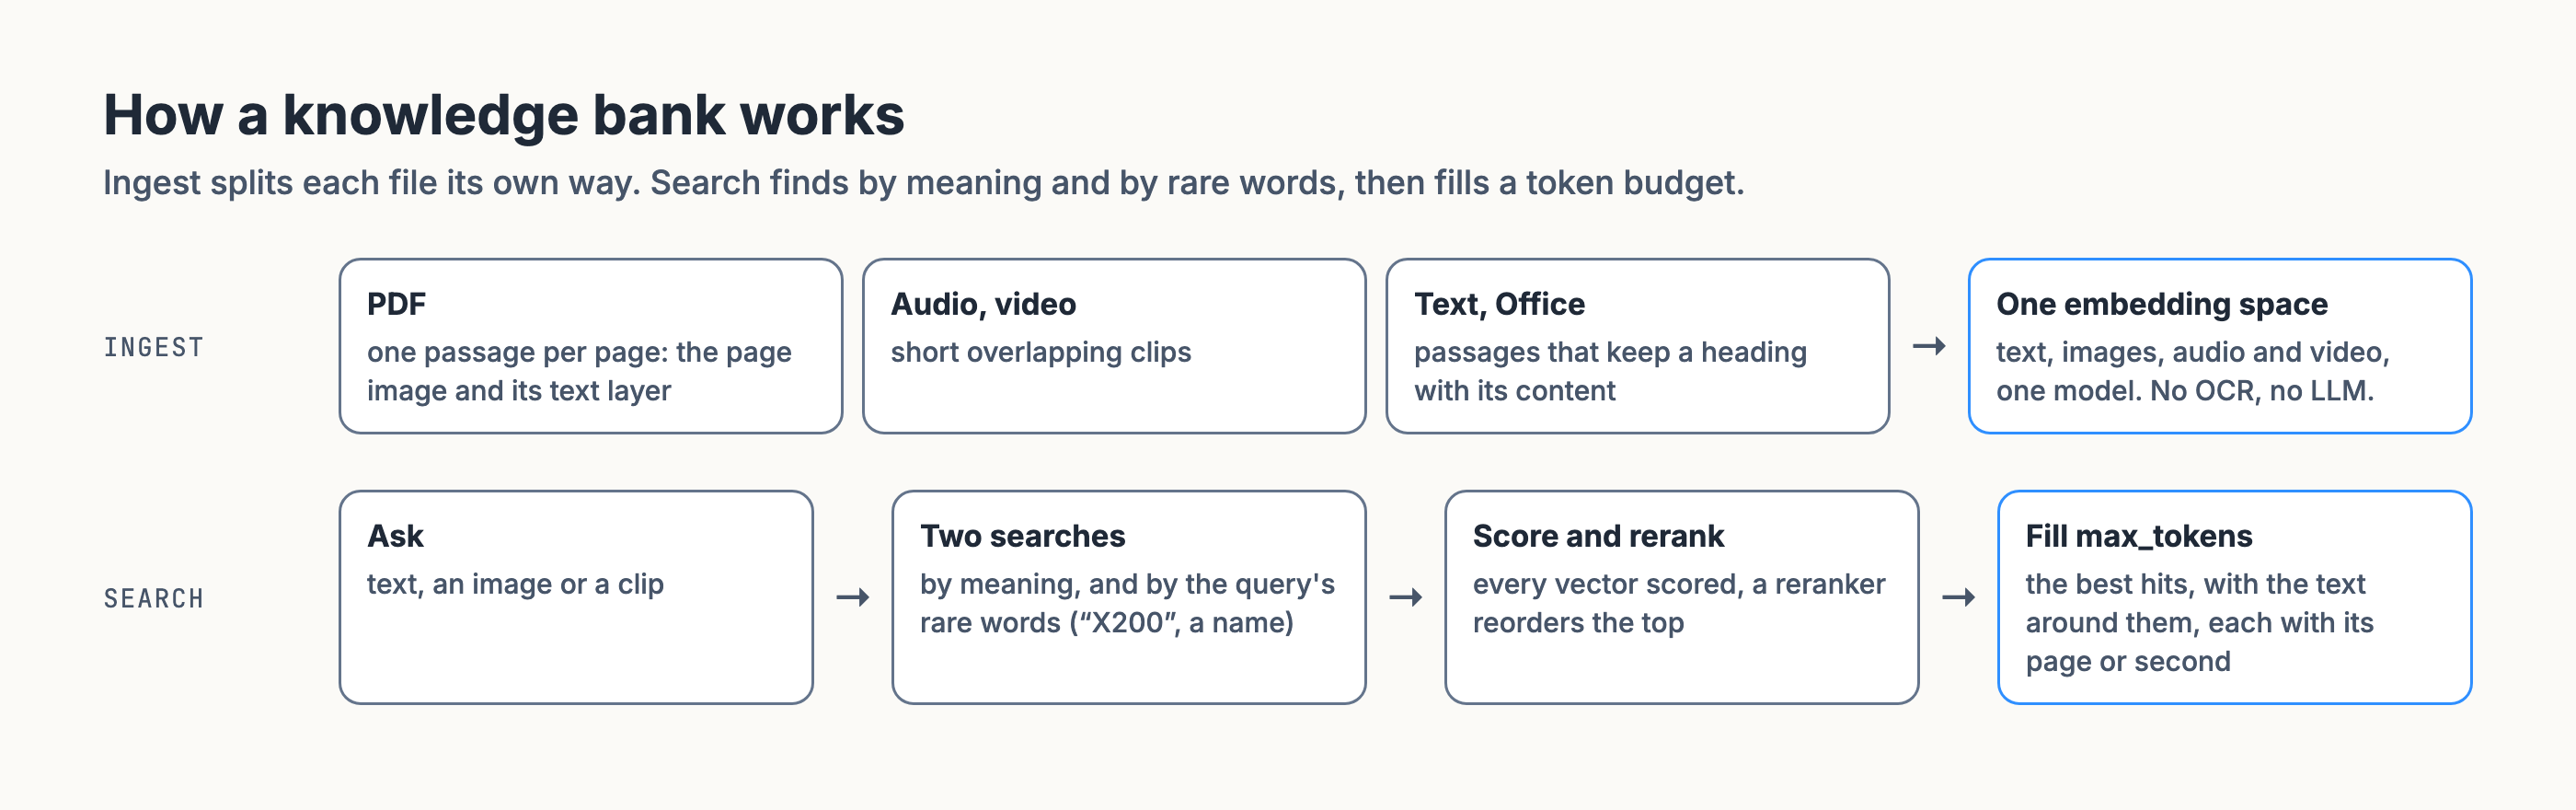 How a knowledge bank works
Ingest splits each file its own way. Search finds by meaning and by rare words, then fills a token budget.
INGEST
PDF
one passage per page: the page
image and its text layer
Audio, video
short overlapping clips
Text, Office
passages that keep a heading
with its content
→
One embedding space
text, images, audio and video,
one model. No OCR, no LLM.
SEARCH
Ask
text, an image or a clip
→
Two searches
by meaning, and by the query's
rare words (“X200”, a name)
→
Score and rerank
every vector scored, a reranker
reorders the top
→
Fill max_tokens
the best hits, with the text
around them, each with its
page or second